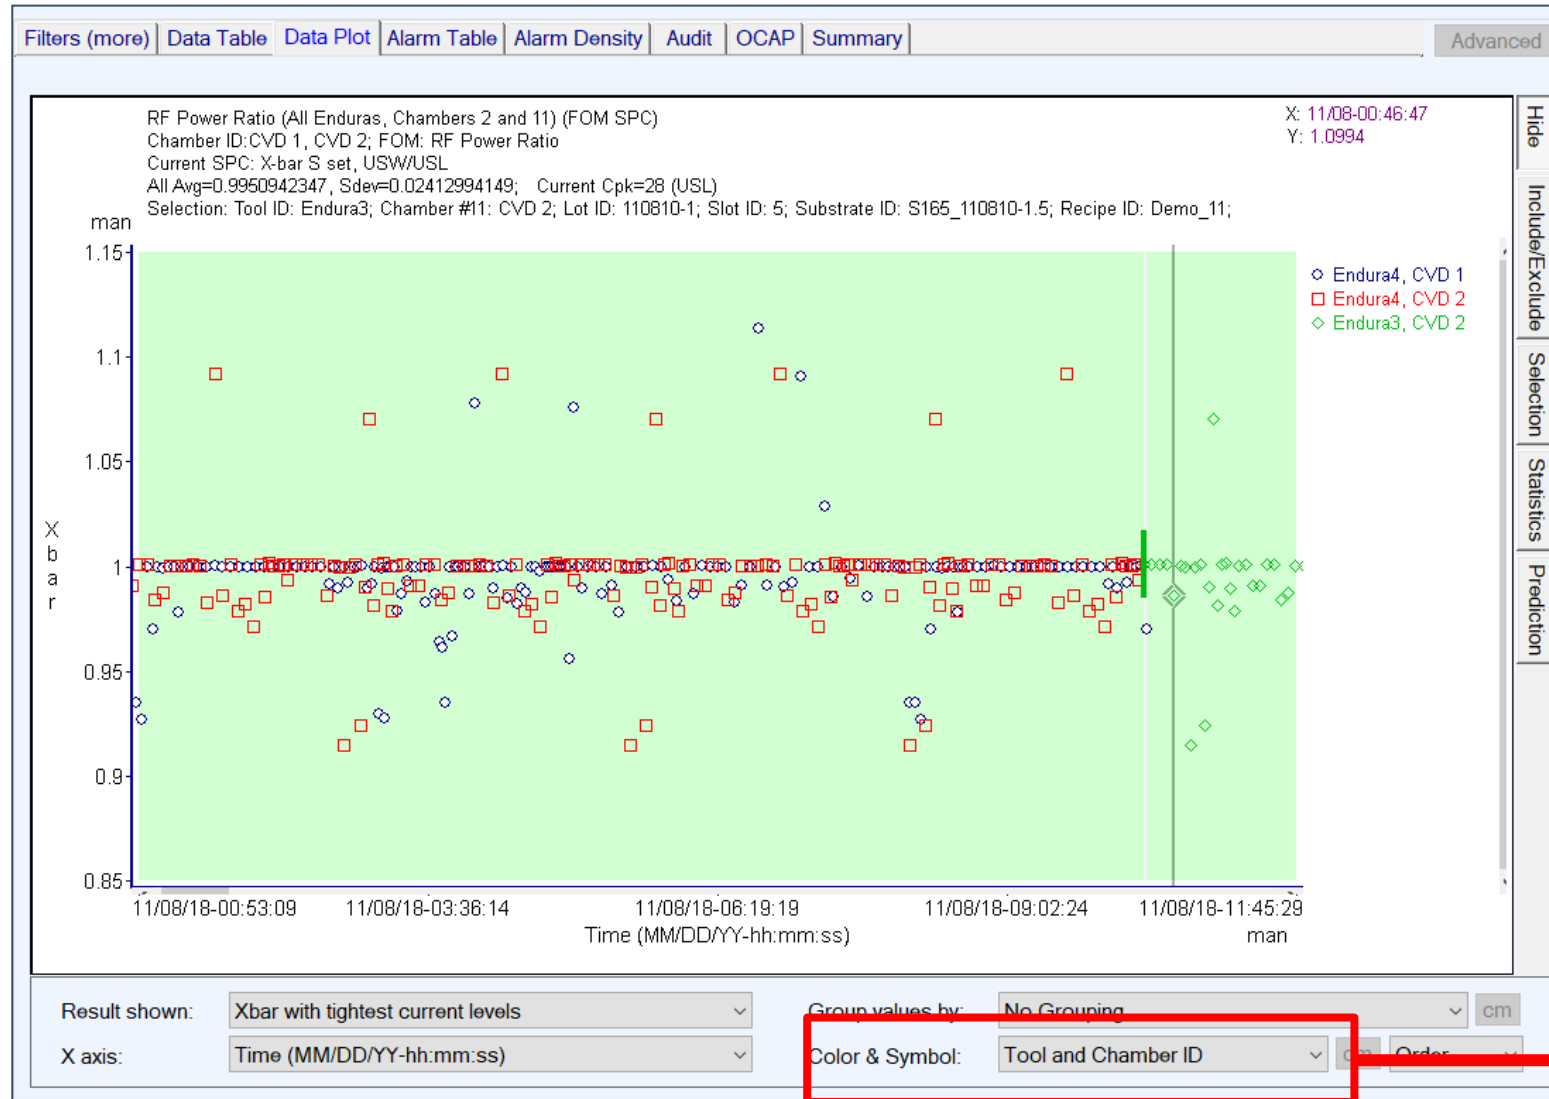 Filters (more) Data Table Data Plot Alarm Table Alarm Density Audit OCAP Summary Advanced
RF Power Ratio (All Enduras, Chambers 2 and 11) (FOM SPC)
Chamber ID:CVD 1, CVD 2; FOM: RF Power Ratio
Current SPC: X-bar S set, USW/USL
All Avg=0.9950942347, Sdev=0.02412994149; Current Cpk=28 (USL)
Selection: Tool ID: Endura3; Chamber #11: CVD 2; Lot ID: 110810-1; Slot ID: 5; Substrate ID: S165_110810-1.5; Recipe ID: Demo_11;
X: 11/08-00:46:47
Y: 1.0994
man
1.15
1.1
1.05
1
0.95
0.9
0.85
X
b
a
r
Endura4, CVD 1
Endura4, CVD 2
Endura3, CVD 2
11/08/18-00:53:09 11/08/18-03:36:14 11/08/18-06:19:19 11/08/18-09:02:24 11/08/18-11:45:29
Time (MM/DD/YY-hh:mm:ss) man
Hide
Include/Exclude
Selection
Statistics
Prediction
Result shown: Xbar with tightest current levels Group values by: No Grouping cm
X axis: Time (MM/DD/YY-hh:mm:ss) Color & Symbol: Tool and Chamber ID cm Order